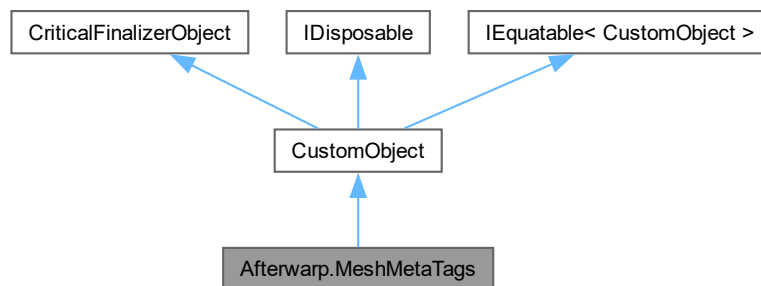 CriticalFinalizerObject
IDisposable
IEquatable< CustomObject >
CustomObject
Afterwarp.MeshMetaTags